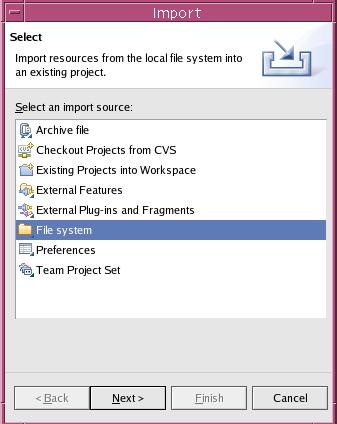 Import
Select
Import resources from the local file system into
an existing project.
Select an import source:
Archive file
Checkout Projects from CVS
Existing Projects into Workspace
External Features
External Plug-ins and Fragments
File system
Preferences
Team Project Set
< Back Next > Finish Cancel